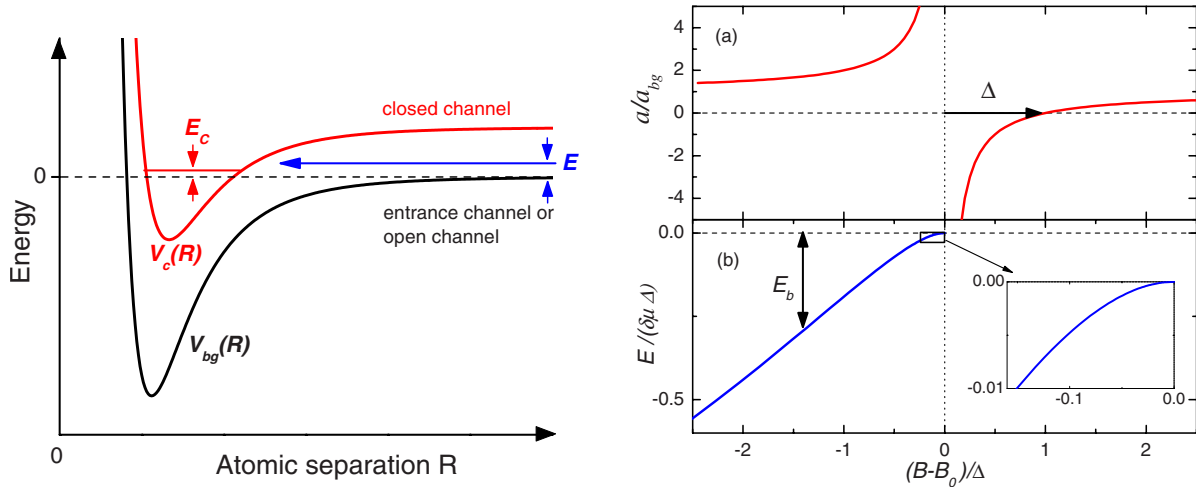 Energy
0
0
Atomic separation R
E_C
closed channel
E
entrance channel or
open channel
V_c(R)
V_bg(R)
(a)
a/a_bg
4
2
0
-2
-4
Δ
(b)
E /(δμ Δ)
0.0
-0.5
E_b
0.00
-0.01
-0.1
0.0
-2
-1
0
1
2
(B-B_0)/Δ